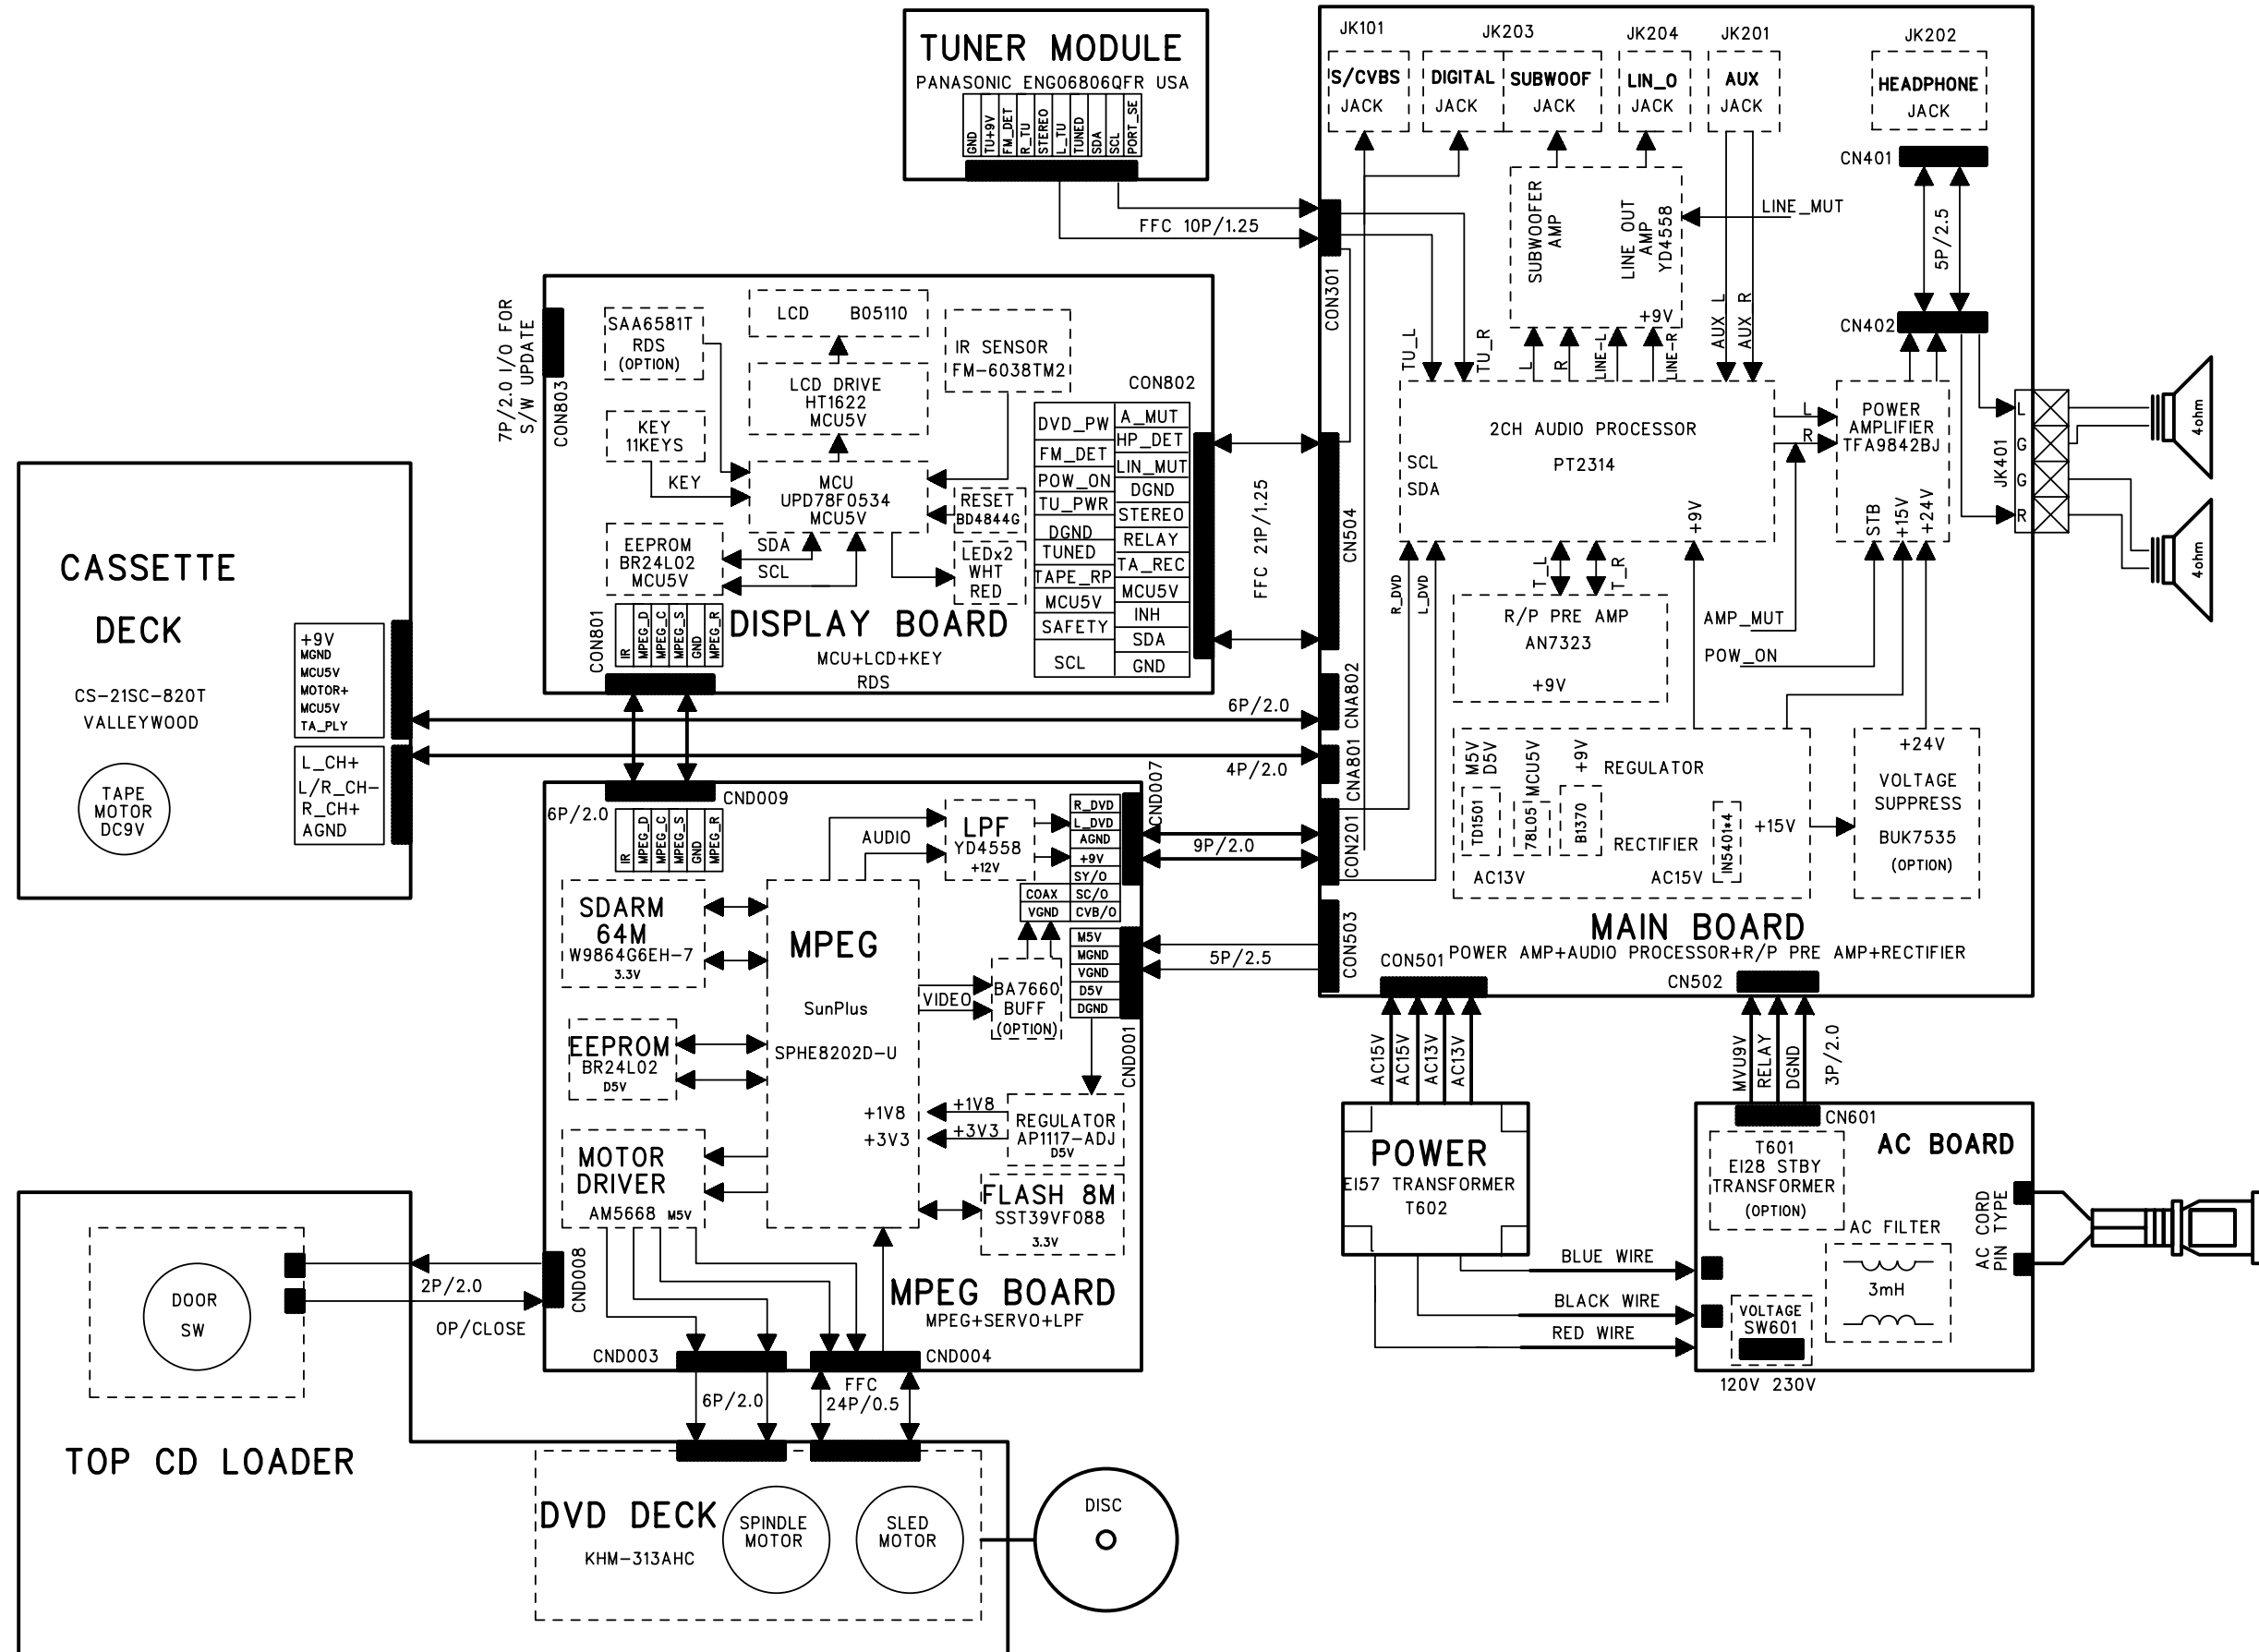 TUNER MODULE
PANASONIC ENG06806QFR USA
GND
TU+9V
FM_DET
R_TU
STEREO
L_TU
TUNED
SDA
SCL
PORT_SE
FFC 10P/1.25
JK101
JK203
JK204
JK201
JK202
S/CVBS
JACK
DIGITAL
JACK
SUBWOOF
JACK
LIN_O
JACK
AUX
JACK
HEADPHONE
JACK
CN401
5P/2.5
CN402
SUBWOOFER
AMP
LINE OUT
AMP
YD4558
+9V
LINE_MUT
CON301
TU_L
TU_R
L
R
LINE-L
LINE-R
AUX L
AUX R
2CH AUDIO PROCESSOR
PT2314
SCL
SDA
+9V
L
R
POWER
AMPLIFIER
TFA9842BJ
STB
+15V
+24V
JK401
L
G
G
R
4ohm
4ohm
R_DVD
L_DVD
T_L
T_R
R/P PRE AMP
AN7323
+9V
AMP_MUT
POW_ON
M5V
D5V
MCU5V
+9V
REGULATOR
TD1501
78L05
B1370
RECTIFIER
IN5401*4
+15V
AC13V
AC15V
+24V
VOLTAGE
SUPPRESS
BUK7535
(OPTION)
MAIN BOARD
POWER AMP+AUDIO PROCESSOR+R/P PRE AMP+RECTIFIER
CN504
CNA802
CNA801
CON201
CON503
CON501
CN502
7P/2.0 I/O FOR
S/W UPDATE
CON803
SAA6581T
RDS
(OPTION)
LCD B05110
LCD DRIVE
HT1622
MCU5V
IR SENSOR
FM-6038TM2
KEY
11KEYS
KEY
MCU
UPD78F0534
MCU5V
RESET
BD4844G
EEPROM
BR24L02
MCU5V
SDA
SCL
LEDx2
WHT
RED
CON802
DVD_PW
FM_DET
POW_ON
TU_PWR
DGND
TUNED
TAPE_RP
MCU5V
SAFETY
SCL
A_MUT
HP_DET
LIN_MUT
DGND
STEREO
RELAY
TA_REC
MCU5V
INH
SDA
GND
FFC 21P/1.25
CON801
IR
MPEG_D
MPEG_C
MPEG_S
GND
MPEG_R
DISPLAY BOARD
MCU+LCD+KEY
RDS
CASSETTE
DECK
CS-21SC-820T
VALLEYWOOD
TAPE
MOTOR
DC9V
+9V
MGND
MCU5V
MOTOR+
MCU5V
TA_PLY
L_CH+
L/R_CH-
R_CH+
AGND
6P/2.0
4P/2.0
6P/2.0
CND009
IR
MPEG_D
MPEG_C
MPEG_S
GND
MPEG_R
AUDIO
LPF
YD4558
+12V
CND007
R_DVD
L_DVD
AGND
+9V
SY/O
COAX SC/O
VGND CVB/O
9P/2.0
M5V
MGND
VGND
D5V
DGND
5P/2.5
CND001
SDARM
64M
W9864G6EH-7
3.3V
MPEG
SunPlus
SPHE8202D-U
VIDEO
BA7660
BUFF
(OPTION)
EEPROM
BR24L02
D5V
+1V8
+3V3
+1V8
+3V3
REGULATOR
AP1117-ADJ
D5V
MOTOR
DRIVER
AM5668 M5V
FLASH 8M
SST39VF088
3.3V
MPEG BOARD
MPEG+SERVO+LPF
CND008
CND003
CND004
2P/2.0
OP/CLOSE
DOOR
SW
TOP CD LOADER
6P/2.0
FFC
24P/0.5
DVD DECK
KHM-313AHC
SPINDLE
MOTOR
SLED
MOTOR
DISC
AC15V
AC15V
AC13V
AC13V
MVU9V
RELAY
DGND
3P/2.0
POWER
EI57 TRANSFORMER
T602
CN601
AC BOARD
T601
EI28 STBY
TRANSFORMER
(OPTION)
AC FILTER
3mH
VOLTAGE
SW601
120V 230V
AC CORD
PIN TYPE
BLUE WIRE
BLACK WIRE
RED WIRE